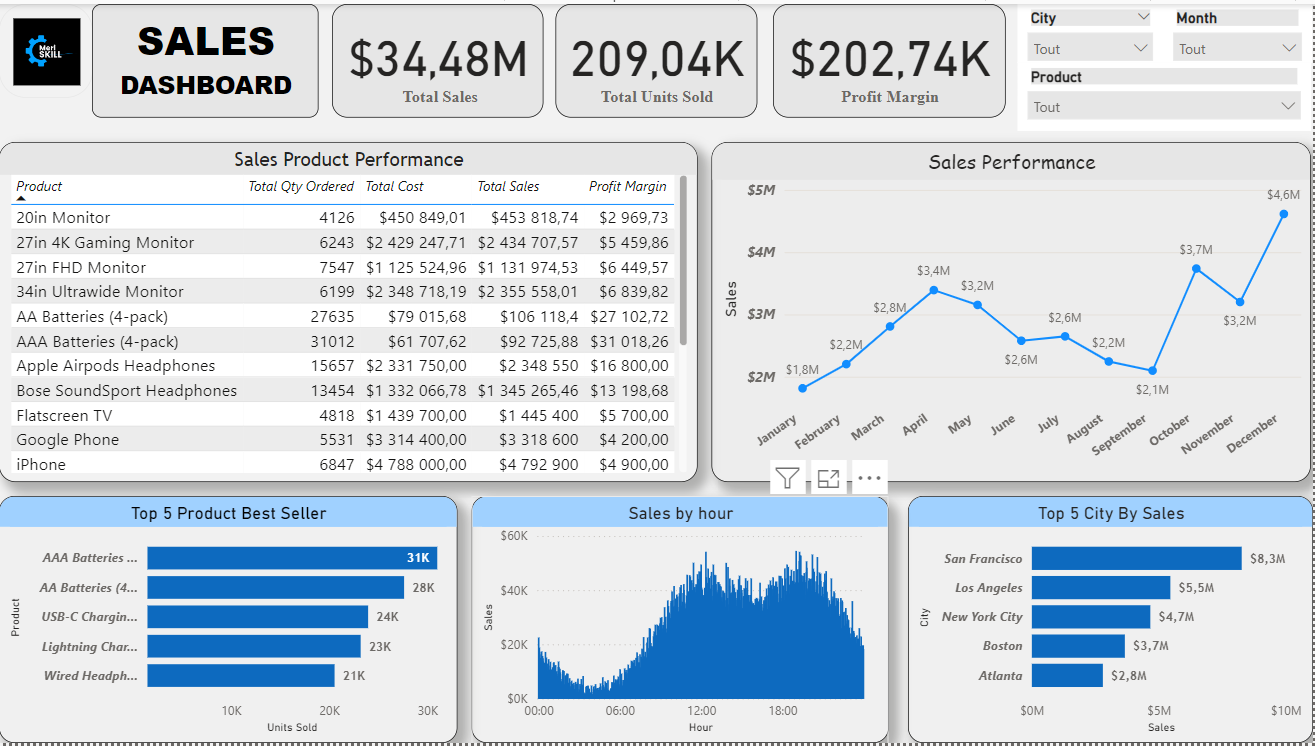 Meri
SKILL
SALES
DASHBOARD
$34,48M
Total Sales
209,04K
Total Units Sold
$202,74K
Profit Margin
City
Month
Tout
Tout
Product
Tout
Sales Product Performance
Product Total Qty Ordered Total Cost Total Sales Profit Margin
20in Monitor 4126 $450 849,01 $453 818,74 $2 969,73
27in 4K Gaming Monitor 6243 $2 429 247,71 $2 434 707,57 $5 459,86
27in FHD Monitor 7547 $1 125 524,96 $1 131 974,53 $6 449,57
34in Ultrawide Monitor 6199 $2 348 718,19 $2 355 558,01 $6 839,82
AA Batteries (4-pack) 27635 $79 015,68 $106 118,4 $27 102,72
AAA Batteries (4-pack) 31012 $61 707,62 $92 725,88 $31 018,26
Apple Airpods Headphones 15657 $2 331 750,00 $2 348 550 $16 800,00
Bose SoundSport Headphones 13454 $1 332 066,78 $1 345 265,46 $13 198,68
Flatscreen TV 4818 $1 439 700,00 $1 445 400 $5 700,00
Google Phone 5531 $3 314 400,00 $3 318 600 $4 200,00
iPhone 6847 $4 788 000,00 $4 792 900 $4 900,00
Sales Performance
Sales
$5M
$4M
$3M
$2M
$1,8M
$2,2M
$2,8M
$3,4M
$3,2M
$2,6M
$2,6M
$2,2M
$2,1M
$3,7M
$3,2M
$4,6M
January
February
March
April
May
June
July
August
September
October
November
December
Top 5 Product Best Seller
Product
AAA Batteries ... 31K
AA Batteries (4... 28K
USB-C Chargin... 24K
Lightning Char... 23K
Wired Headph... 21K
10K 20K 30K
Units Sold
Sales by hour
Sales
$60K
$40K
$20K
$0K
00:00 06:00 12:00 18:00
Hour
Top 5 City By Sales
City
San Francisco $8,3M
Los Angeles $5,5M
New York City $4,7M
Boston $3,7M
Atlanta $2,8M
$0M $5M $10M
Sales